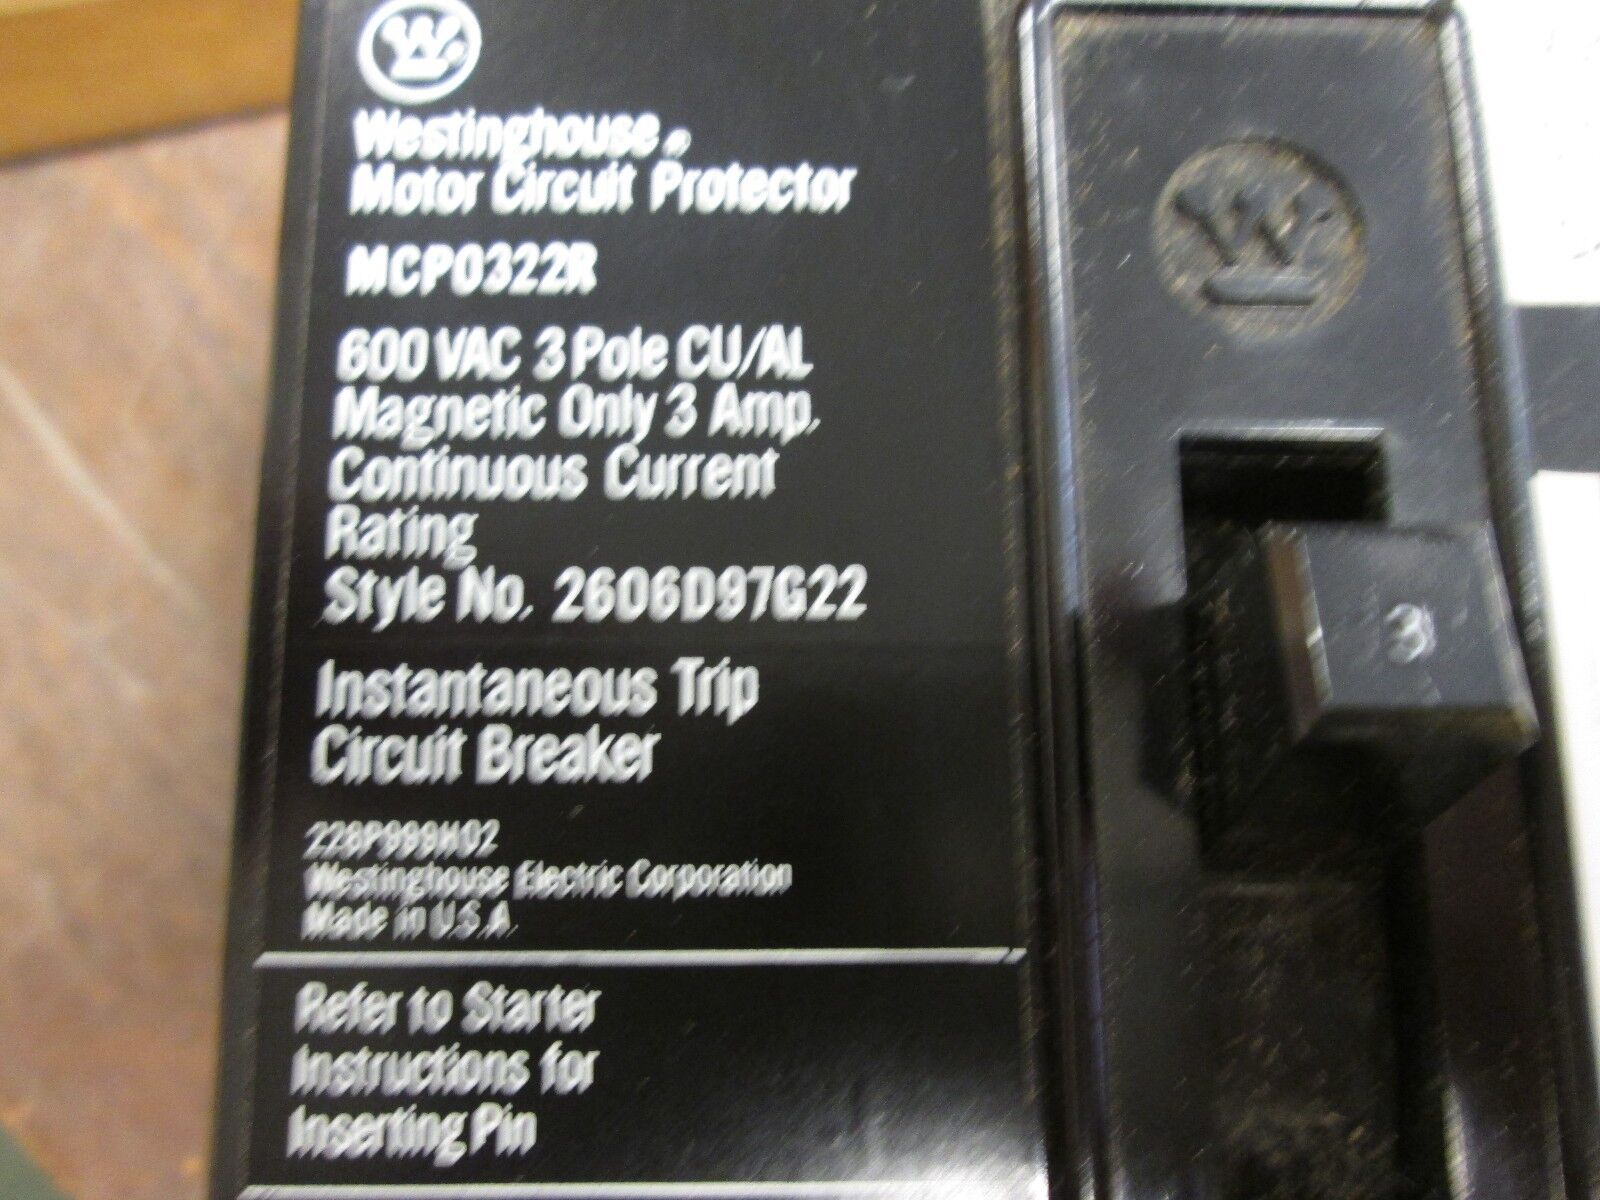 W
Westinghouse®
Motor Circuit Protector
MCP0322R
600 VAC 3 Pole CU/AL
Magnetic Only 3 Amp.
Continuous Current
Rating
Style No. 2606D97G22
Instantaneous Trip
Circuit Breaker
Westinghouse Electric Corporation
Made in U.S.A.
Refer to Starter
Instructions for
Inserting Pin
W
3